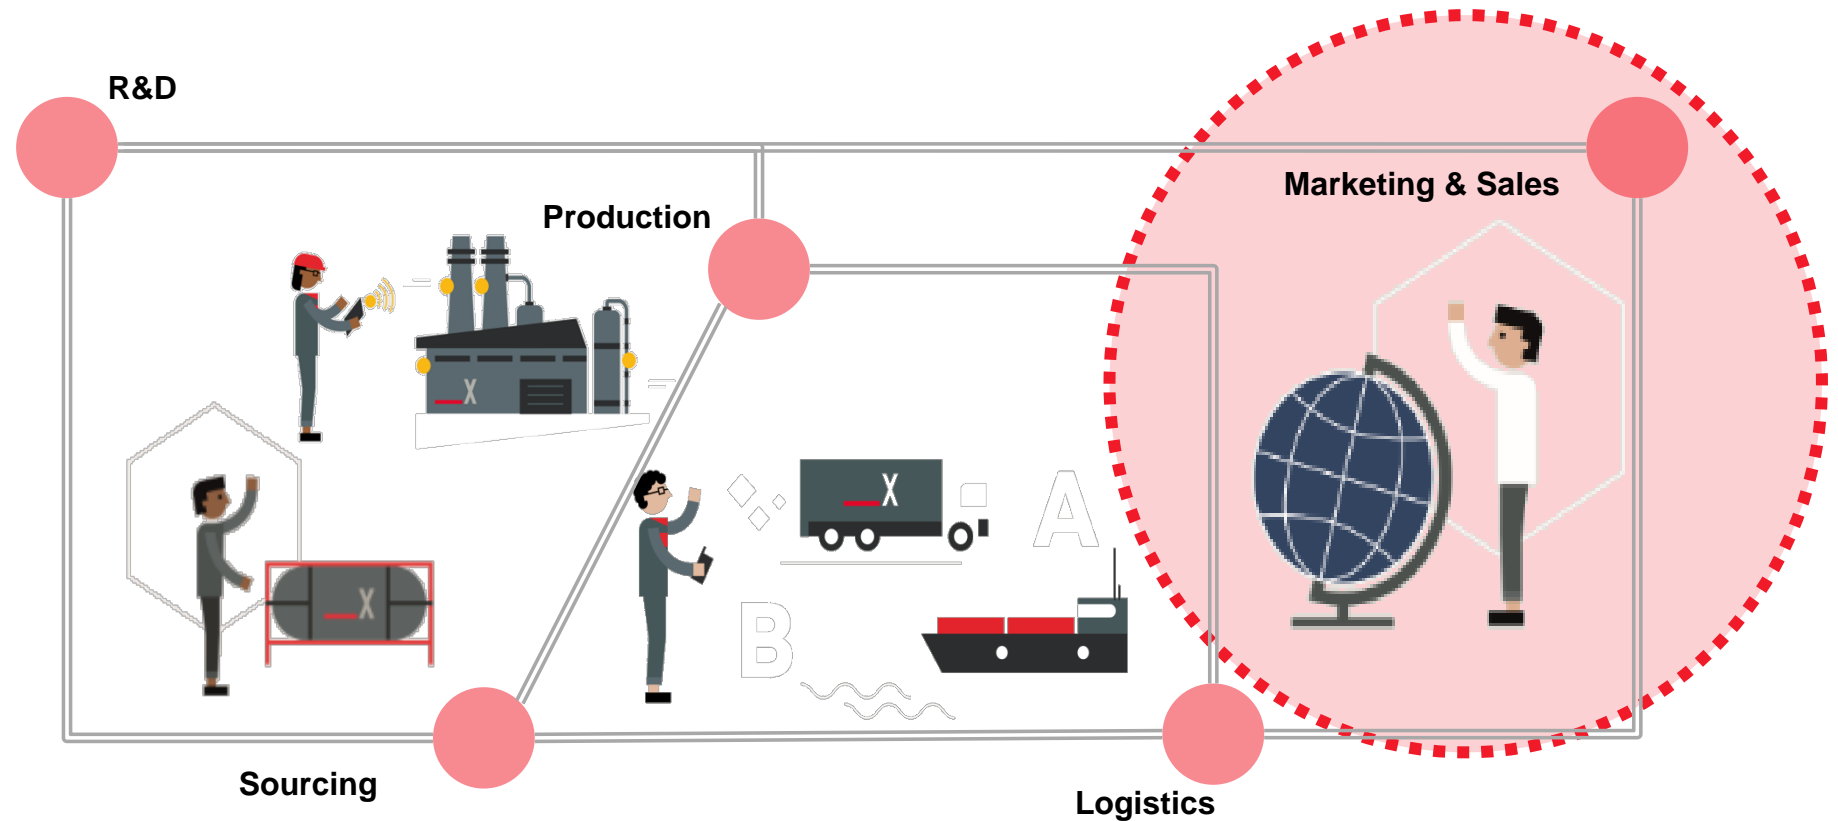 R&D
Marketing & Sales
Production
X
X
A
X
B
Sourcing
Logistics